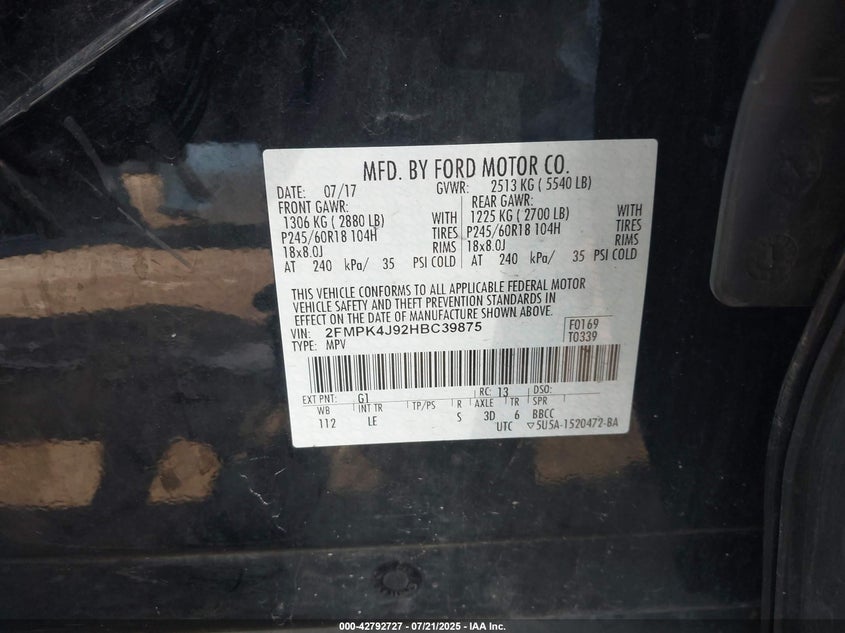 MFD. BY FORD MOTOR CO.
DATE: 07/17 GVWR: 2513 KG ( 5540 LB)
FRONT GAWR: REAR GAWR:
1306 KG ( 2880 LB) WITH 1225 KG ( 2700 LB) WITH
P245/60R18 104H TIRES P245/60R18 104H TIRES
18x8.0J RIMS 18x8.0J RIMS
AT 240 kPa/ 35 PSI COLD AT 240 kPa/ 35 PSI COLD
THIS VEHICLE CONFORMS TO ALL APPLICABLE FEDERAL MOTOR
VEHICLE SAFETY AND THEFT PREVENTION STANDARDS IN
EFFECT ON THE DATE OF MANUFACTURE SHOWN ABOVE.
VIN: 2FMPK4J92HBC39875 F0169
TYPE: MPV T0339
EXT PNT: G1 RC: 13 DSO:
WB INT TR TP/PS R AXLE TR SPR BBCC
112 LE S 3D 6
UTC ▽5U5A-1520472-BA
000-42792727 - 07/21/2025 - IAA Inc.